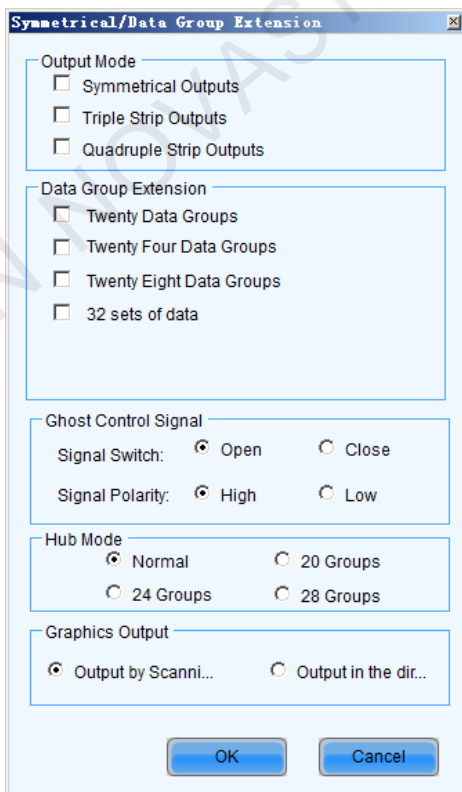 Symmetrical/Data Group Extension
Output Mode
Symmetrical Outputs
Triple Strip Outputs
Quadruple Strip Outputs
Data Group Extension
Twenty Data Groups
Twenty Four Data Groups
Twenty Eight Data Groups
32 sets of data
Ghost Control Signal
Signal Switch: Open Close
Signal Polarity: High Low
Hub Mode
Normal 20 Groups
24 Groups 28 Groups
Graphics Output
Output by Scanni... Output in the dir...
OK Cancel
N NOVAST